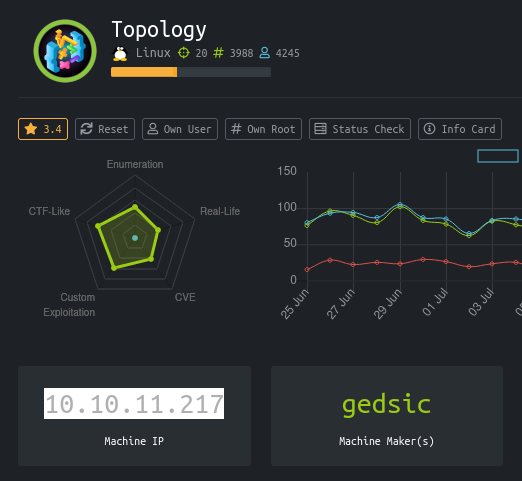 Topology
Linux 20 3988 4245
3.4 Reset Own User Own Root Status Check Info Card
Enumeration
CTF-Like
Real-Life
Custom
Exploitation
CVE
150
100
50
0
25 Jun 27 Jun 29 Jun 01 Jul 03 Jul
10.10.11.217
gedsic
Machine IP
Machine Maker(s)